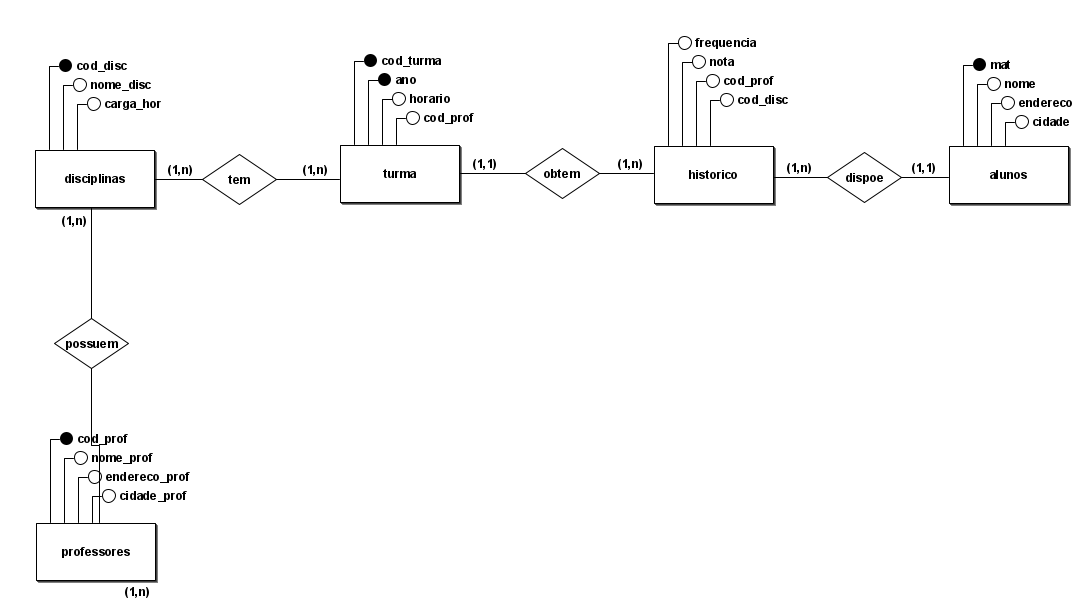 cod_disc
nome_disc
carga_hor
disciplinas
(1,n)
tem
(1,n)
cod_turma
ano
horario
cod_prof
turma
(1,1)
obtem
(1,n)
frequencia
nota
cod_prof
cod_disc
historico
(1,n)
dispoe
(1,1)
mat
nome
endereco
cidade
alunos
(1,n)
possuem
cod_prof
nome_prof
endereco_prof
cidade_prof
professores
(1,n)